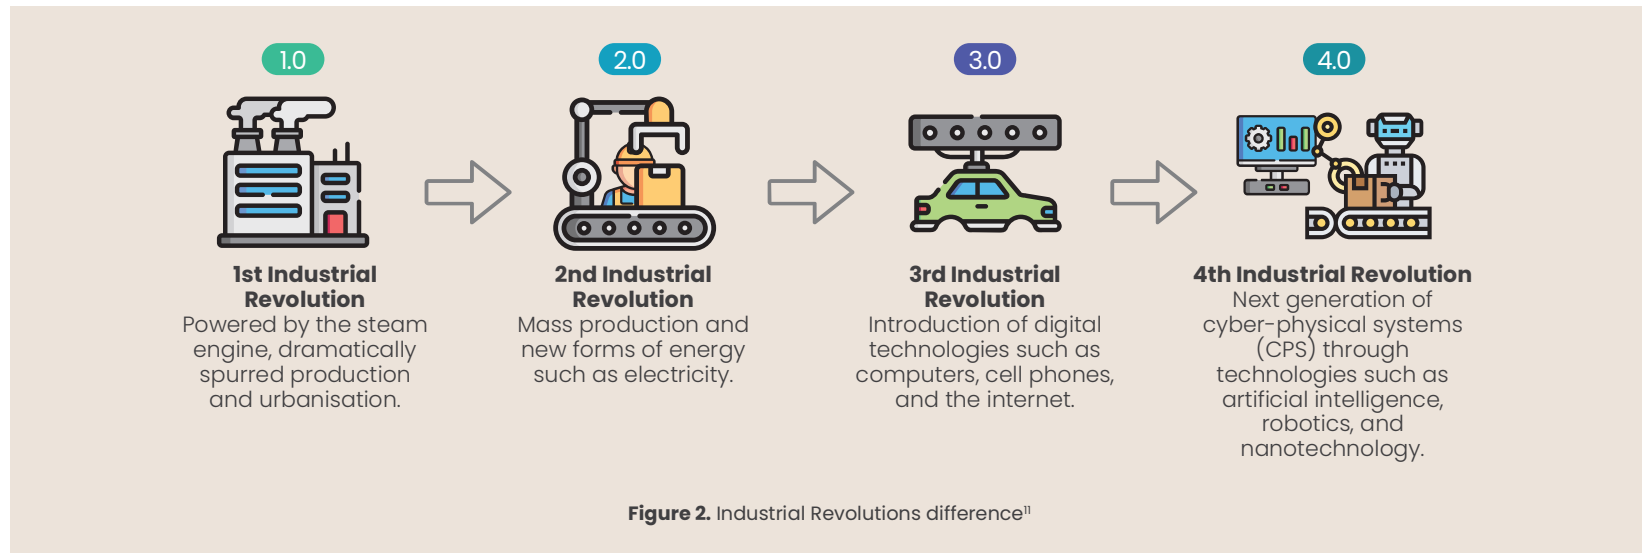 1.0
1st Industrial
Revolution
Powered by the steam
engine, dramatically
spurred production
and urbanisation.
2.0
2nd Industrial
Revolution
Mass production and
new forms of energy
such as electricity.
3.0
3rd Industrial
Revolution
Introduction of digital
technologies such as
computers, cell phones,
and the internet.
4.0
4th Industrial Revolution
Next generation of
cyber-physical systems
(CPS) through
technologies such as
artificial intelligence,
robotics, and
nanotechnology.
Figure 2. Industrial Revolutions difference¹¹